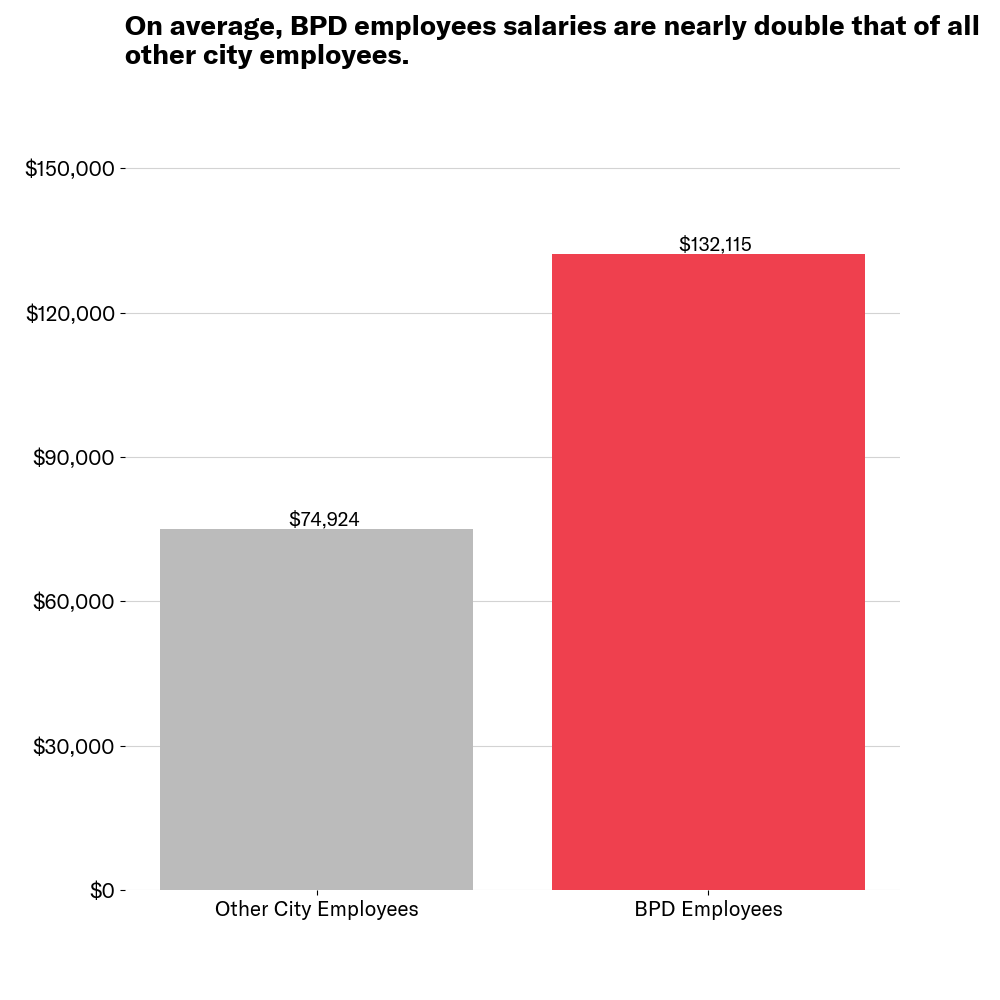 On average, BPD employees salaries are nearly double that of all
other city employees.
$150,000
$132,115
$120,000
$90,000
$74,924
$60,000
$30,000
$0
Other City Employees
BPD Employees